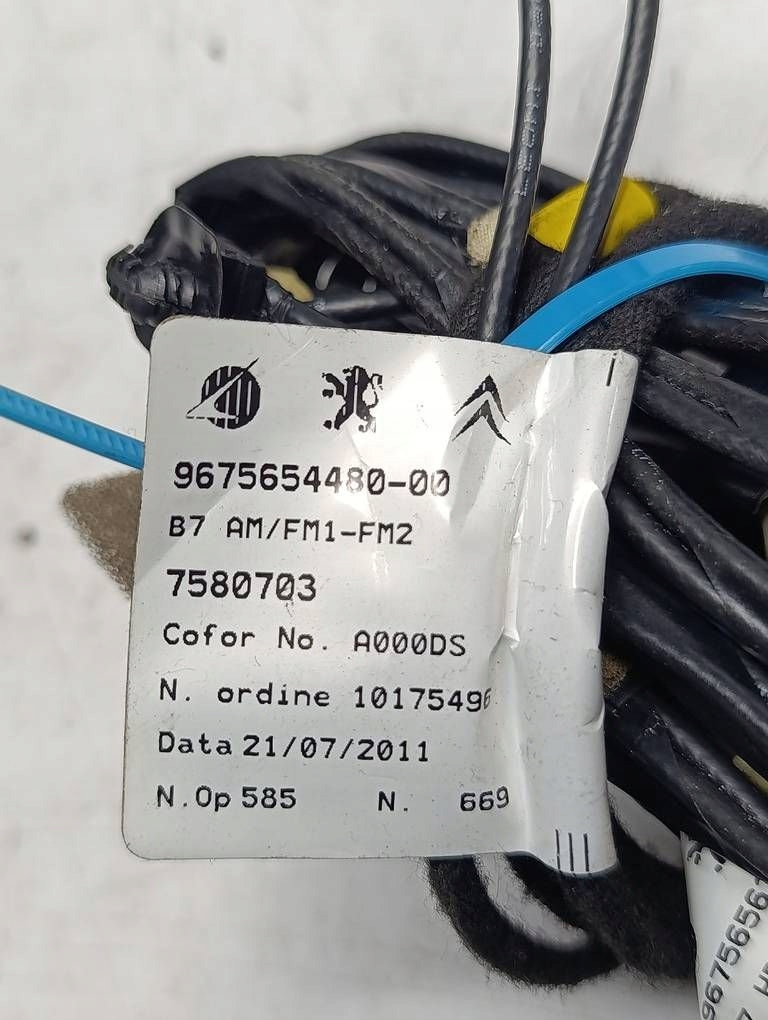 9675654480-00
B7 AM/FM1-FM2
7580703
Cofor No. A000DS
N. ordine 10175496
Data 21/07/2011
N.Op 585 N. 669